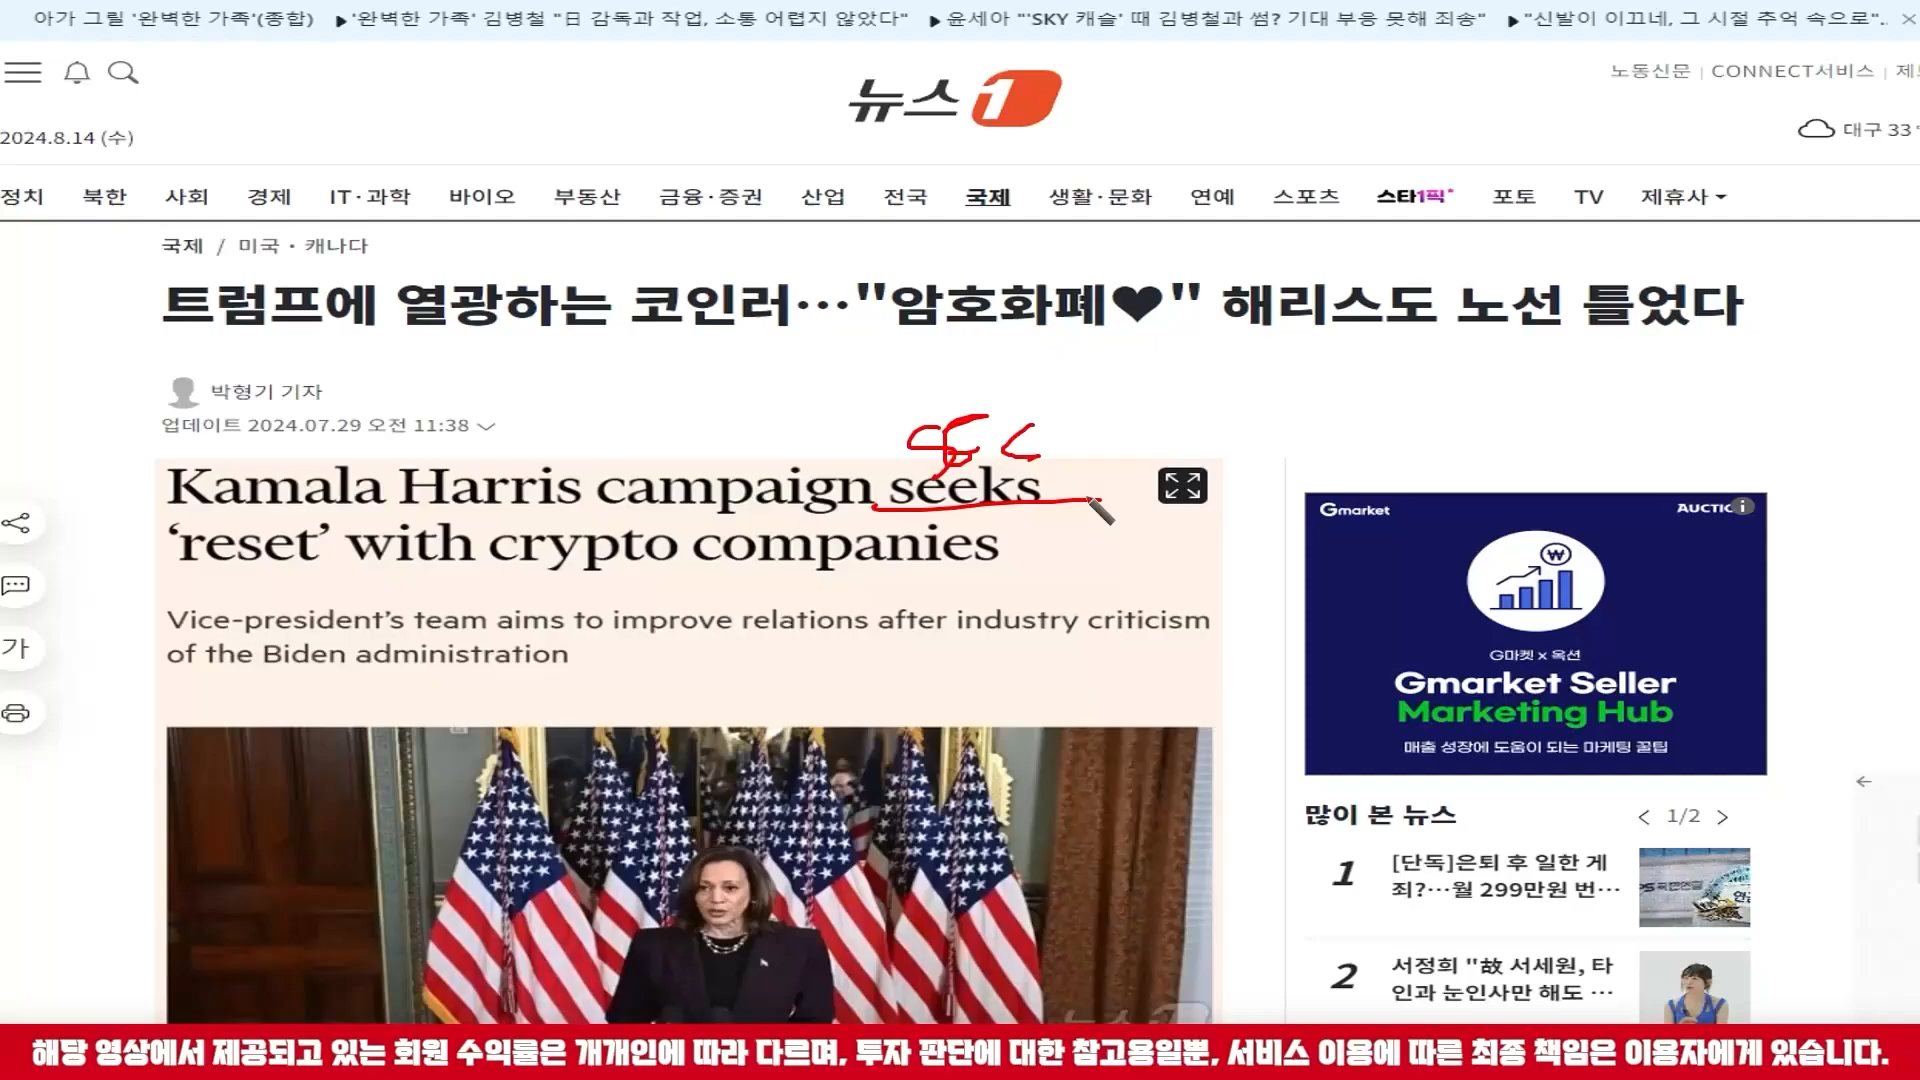 아가 그릴 '완벽한 가족'(종합) ▶'완벽한 가족' 김병철 "日 감독과 작업, 소통 어렵지 않았다" ▶윤세아 "'SKY 캐슬' 때 김병철과 썸? 기대 부응 못해 죄송" ▶"신발이 이끄네, 그 시절 추억 속으로"..
노동신문 | CONNECT서비스 |
뉴스1
2024.8.14 (수)
대구 33
정치 북한 사회 경제 IT·과학 바이오 부동산 금융·증권 산업 전국 국제 생활·문화 연예 스포츠 스타1픽 포토 TV 제휴사
국제 / 미국·캐나다
트럼프에 열광하는 코인러…"암호화폐♥" 해리스도 노선 틀었다
박형기 기자
업데이트 2024.07.29 오전 11:38
SEC
Kamala Harris campaign seeks
‘reset’ with crypto companies
Vice-president’s team aims to improve relations after industry criticism
of the Biden administration
가
Gmarket AUCTIO
G마켓 x 옥션
Gmarket Seller
Marketing Hub
매출 성장에 도움이 되는 마케팅 꿀팁
많이 본 뉴스 < 1/2 >
1 [단독]은퇴 후 일한 게
죄?…월 299만원 번…
2 서정희 "故 서세원, 타
인과 눈인사만 해도 …
뉴스1
해당 영상에서 제공되고 있는 회원 수익률은 개개인에 따라 다르며, 투자 판단에 대한 참고용일뿐, 서비스 이용에 따른 최종 책임은 이용자에게 있습니다.